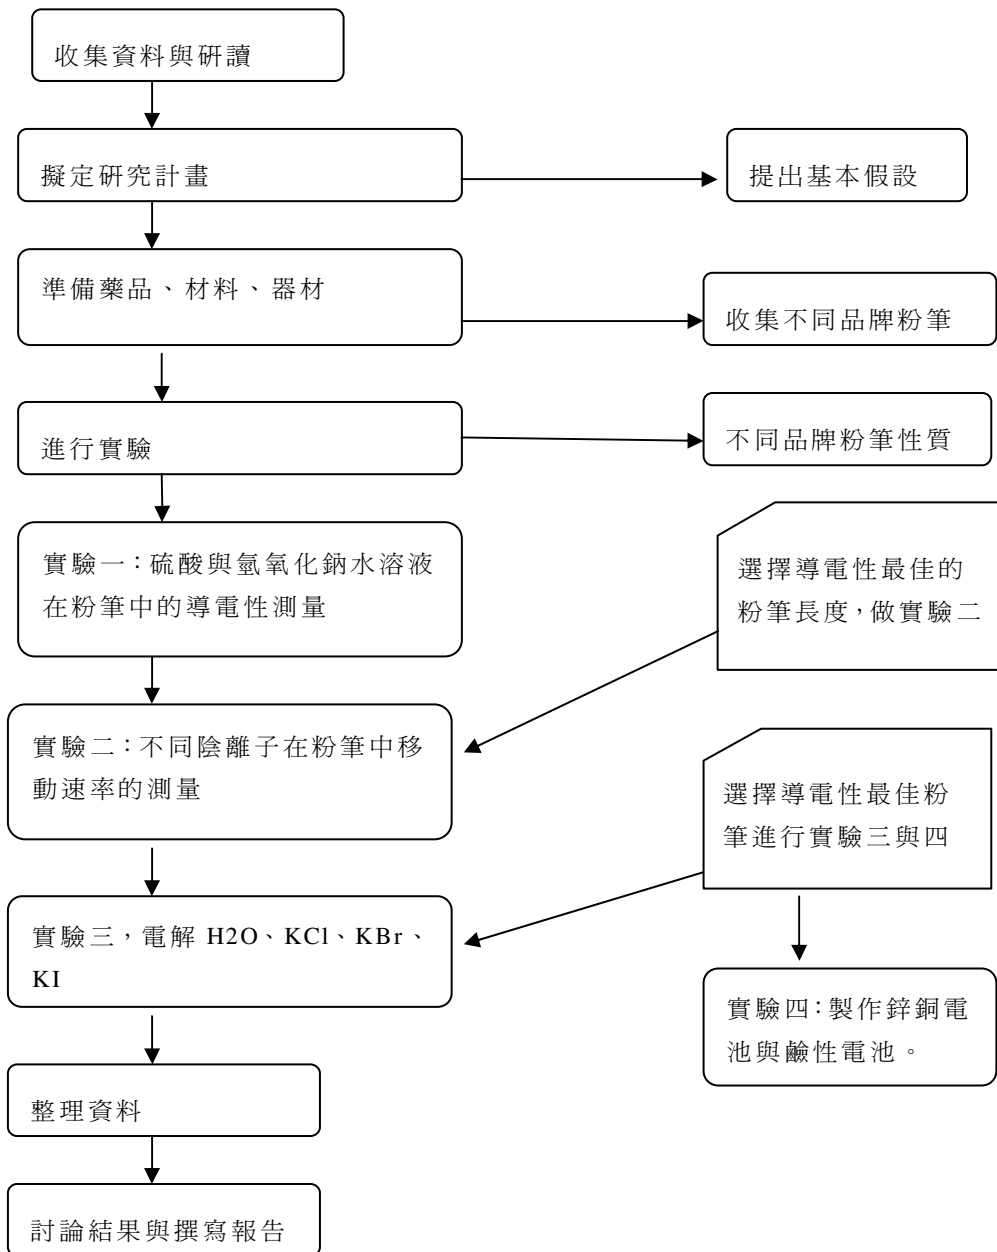 收集資料與研讀
擬定研究計畫
提出基本假設
準備藥品、材料、器材
收集不同品牌粉筆
進行實驗
不同品牌粉筆性質
實驗一：硫酸與氫氧化鈉水溶液
在粉筆中的導電性測量
選擇導電性最佳的
粉筆長度，做實驗二
實驗二：不同陰離子在粉筆中移
動速率的測量
選擇導電性最佳粉
筆進行實驗三與四
實驗三，電解 H2O、KCl、KBr、
KI
實驗四：製作鋅銅電
池與鹼性電池。
整理資料
討論結果與撰寫報告